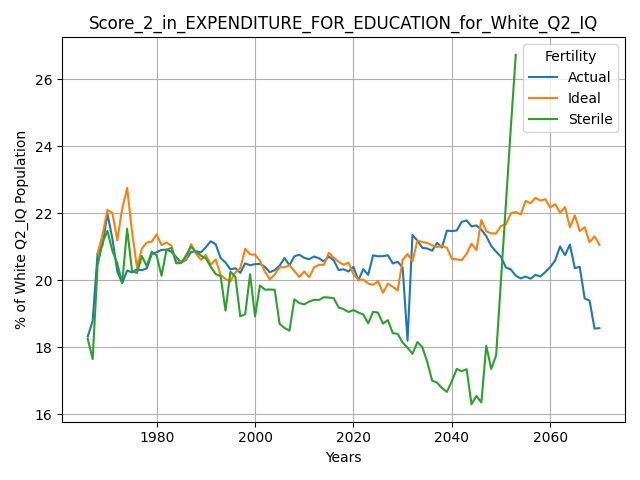 Score_2_in_EXPENDITURE_FOR_EDUCATION_for_White_Q2_IQ
Fertility
Actual
Ideal
Sterile
% of White Q2_IQ Population
26
24
22
20
18
16
1980
2000
2020
2040
2060
Years